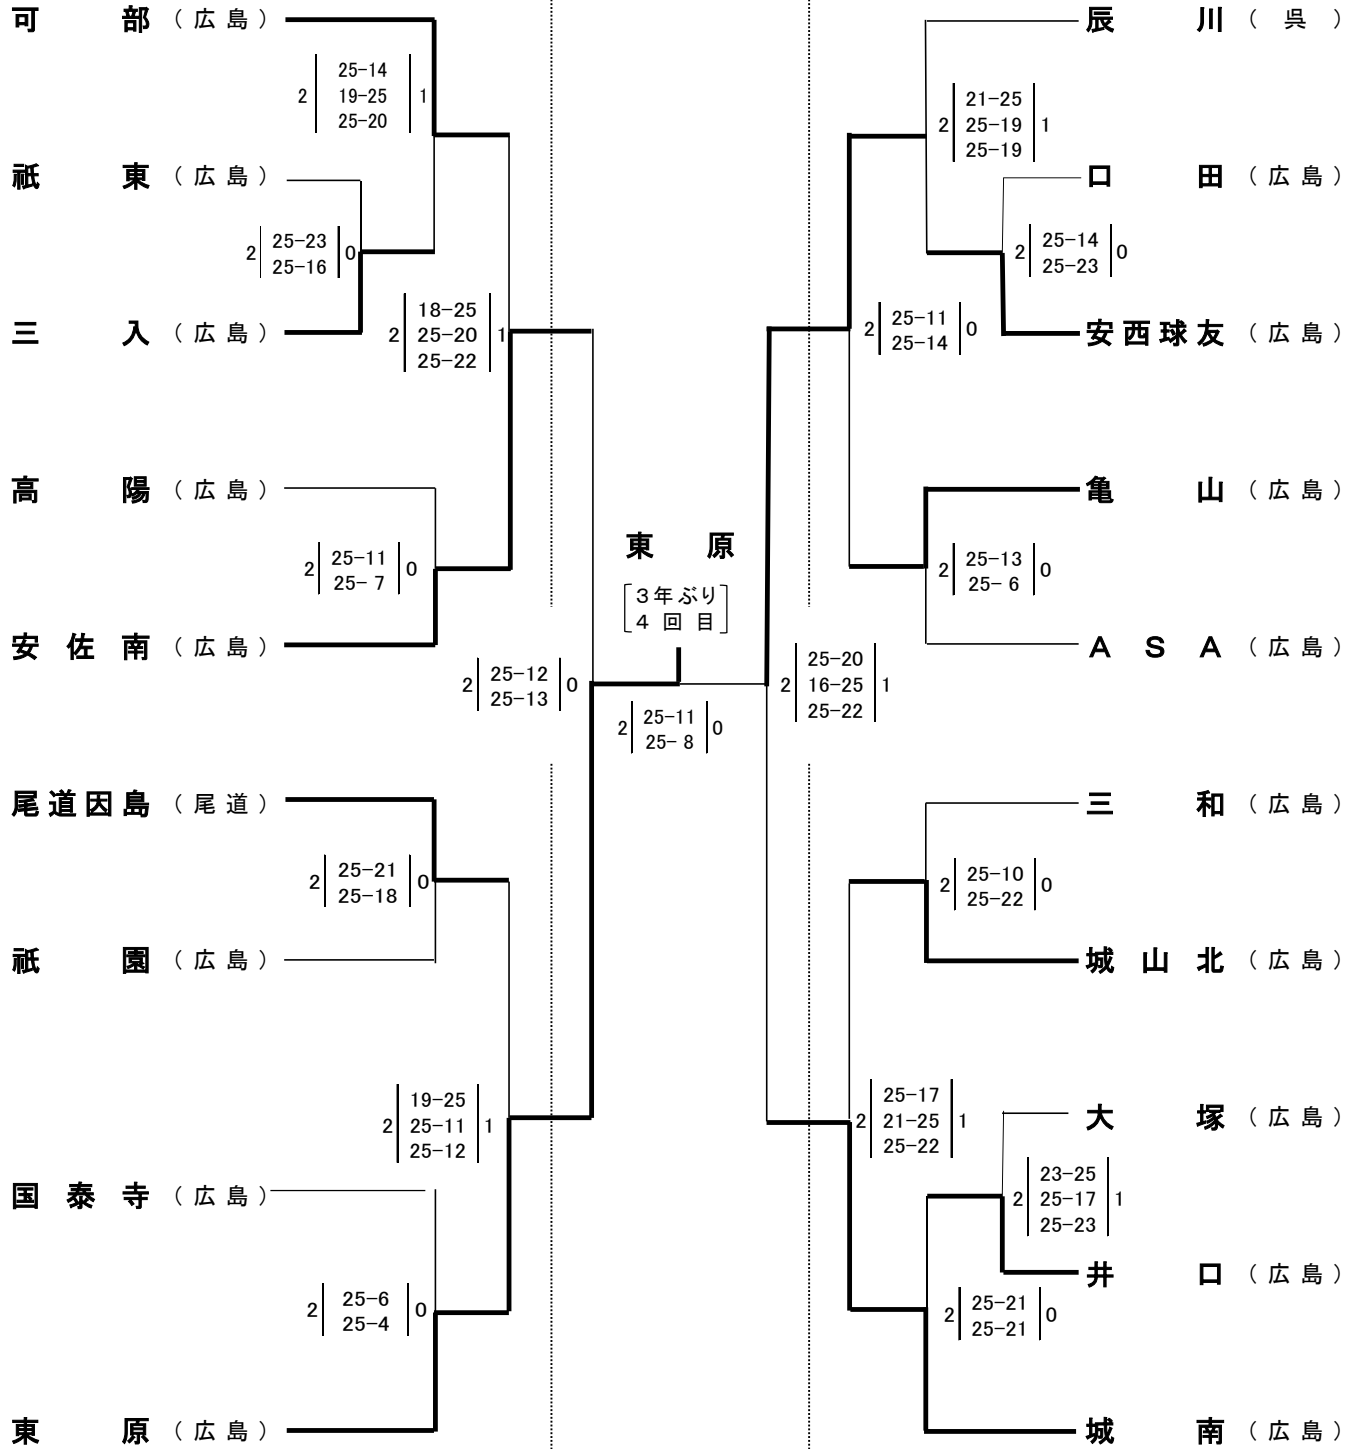 可部（広島）
2 25-14 1
19-25
25-20
祇東（広島）
2 25-23 0
25-16
三入（広島）
2 18-25 1
25-20
25-22
高陽（広島）
2 25-11 0
25- 7
安佐南（広島）
2 25-12 0
25-13
尾道因島（尾道）
2 25-21 0
25-18
祇園（広島）
2 19-25 1
25-11
25-12
国泰寺（広島）
2 25-6 0
25-4
東原（広島）
東原
［3年ぶり
4回目］
2 25-11 0
25- 8
辰川（呉）
2 21-25 1
25-19
25-19
口田（広島）
2 25-14 0
25-23
安西球友（広島）
2 25-11 0
25-14
亀山（広島）
2 25-13 0
25- 6
ASA（広島）
2 25-20 1
16-25
25-22
三和（広島）
2 25-10 0
25-22
城山北（広島）
2 25-17 1
21-25
25-22
大塚（広島）
2 23-25 1
25-17
25-23
井口（広島）
2 25-21 0
25-21
城南（広島）